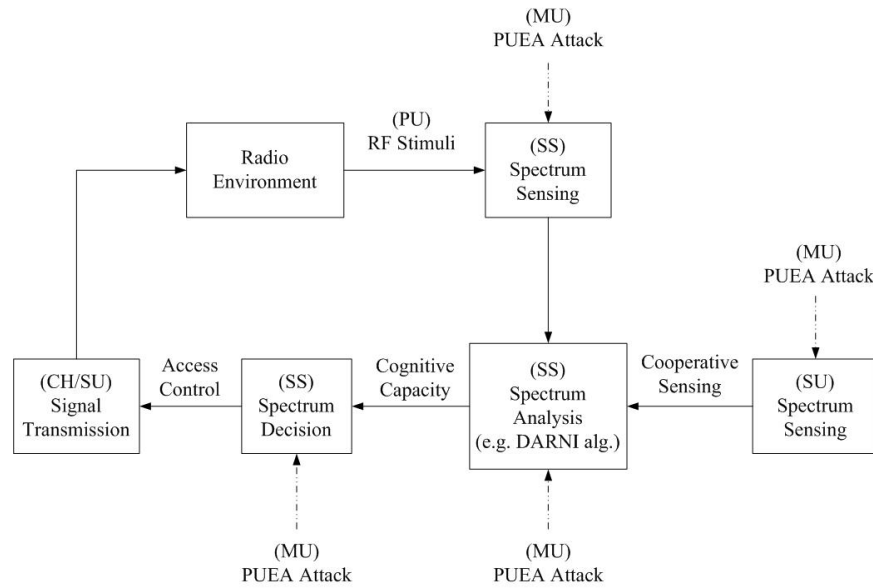 (MU)
PUEA Attack
(PU)
RF Stimuli
Radio
Environment
(SS)
Spectrum
Sensing
(MU)
PUEA Attack
(CH/SU)
Signal
Transmission
Access
Control
(SS)
Spectrum
Decision
Cognitive
Capacity
(SS)
Spectrum
Analysis
(e.g. DARNI alg.)
Cooperative
Sensing
(SU)
Spectrum
Sensing
(MU)
PUEA Attack
(MU)
PUEA Attack